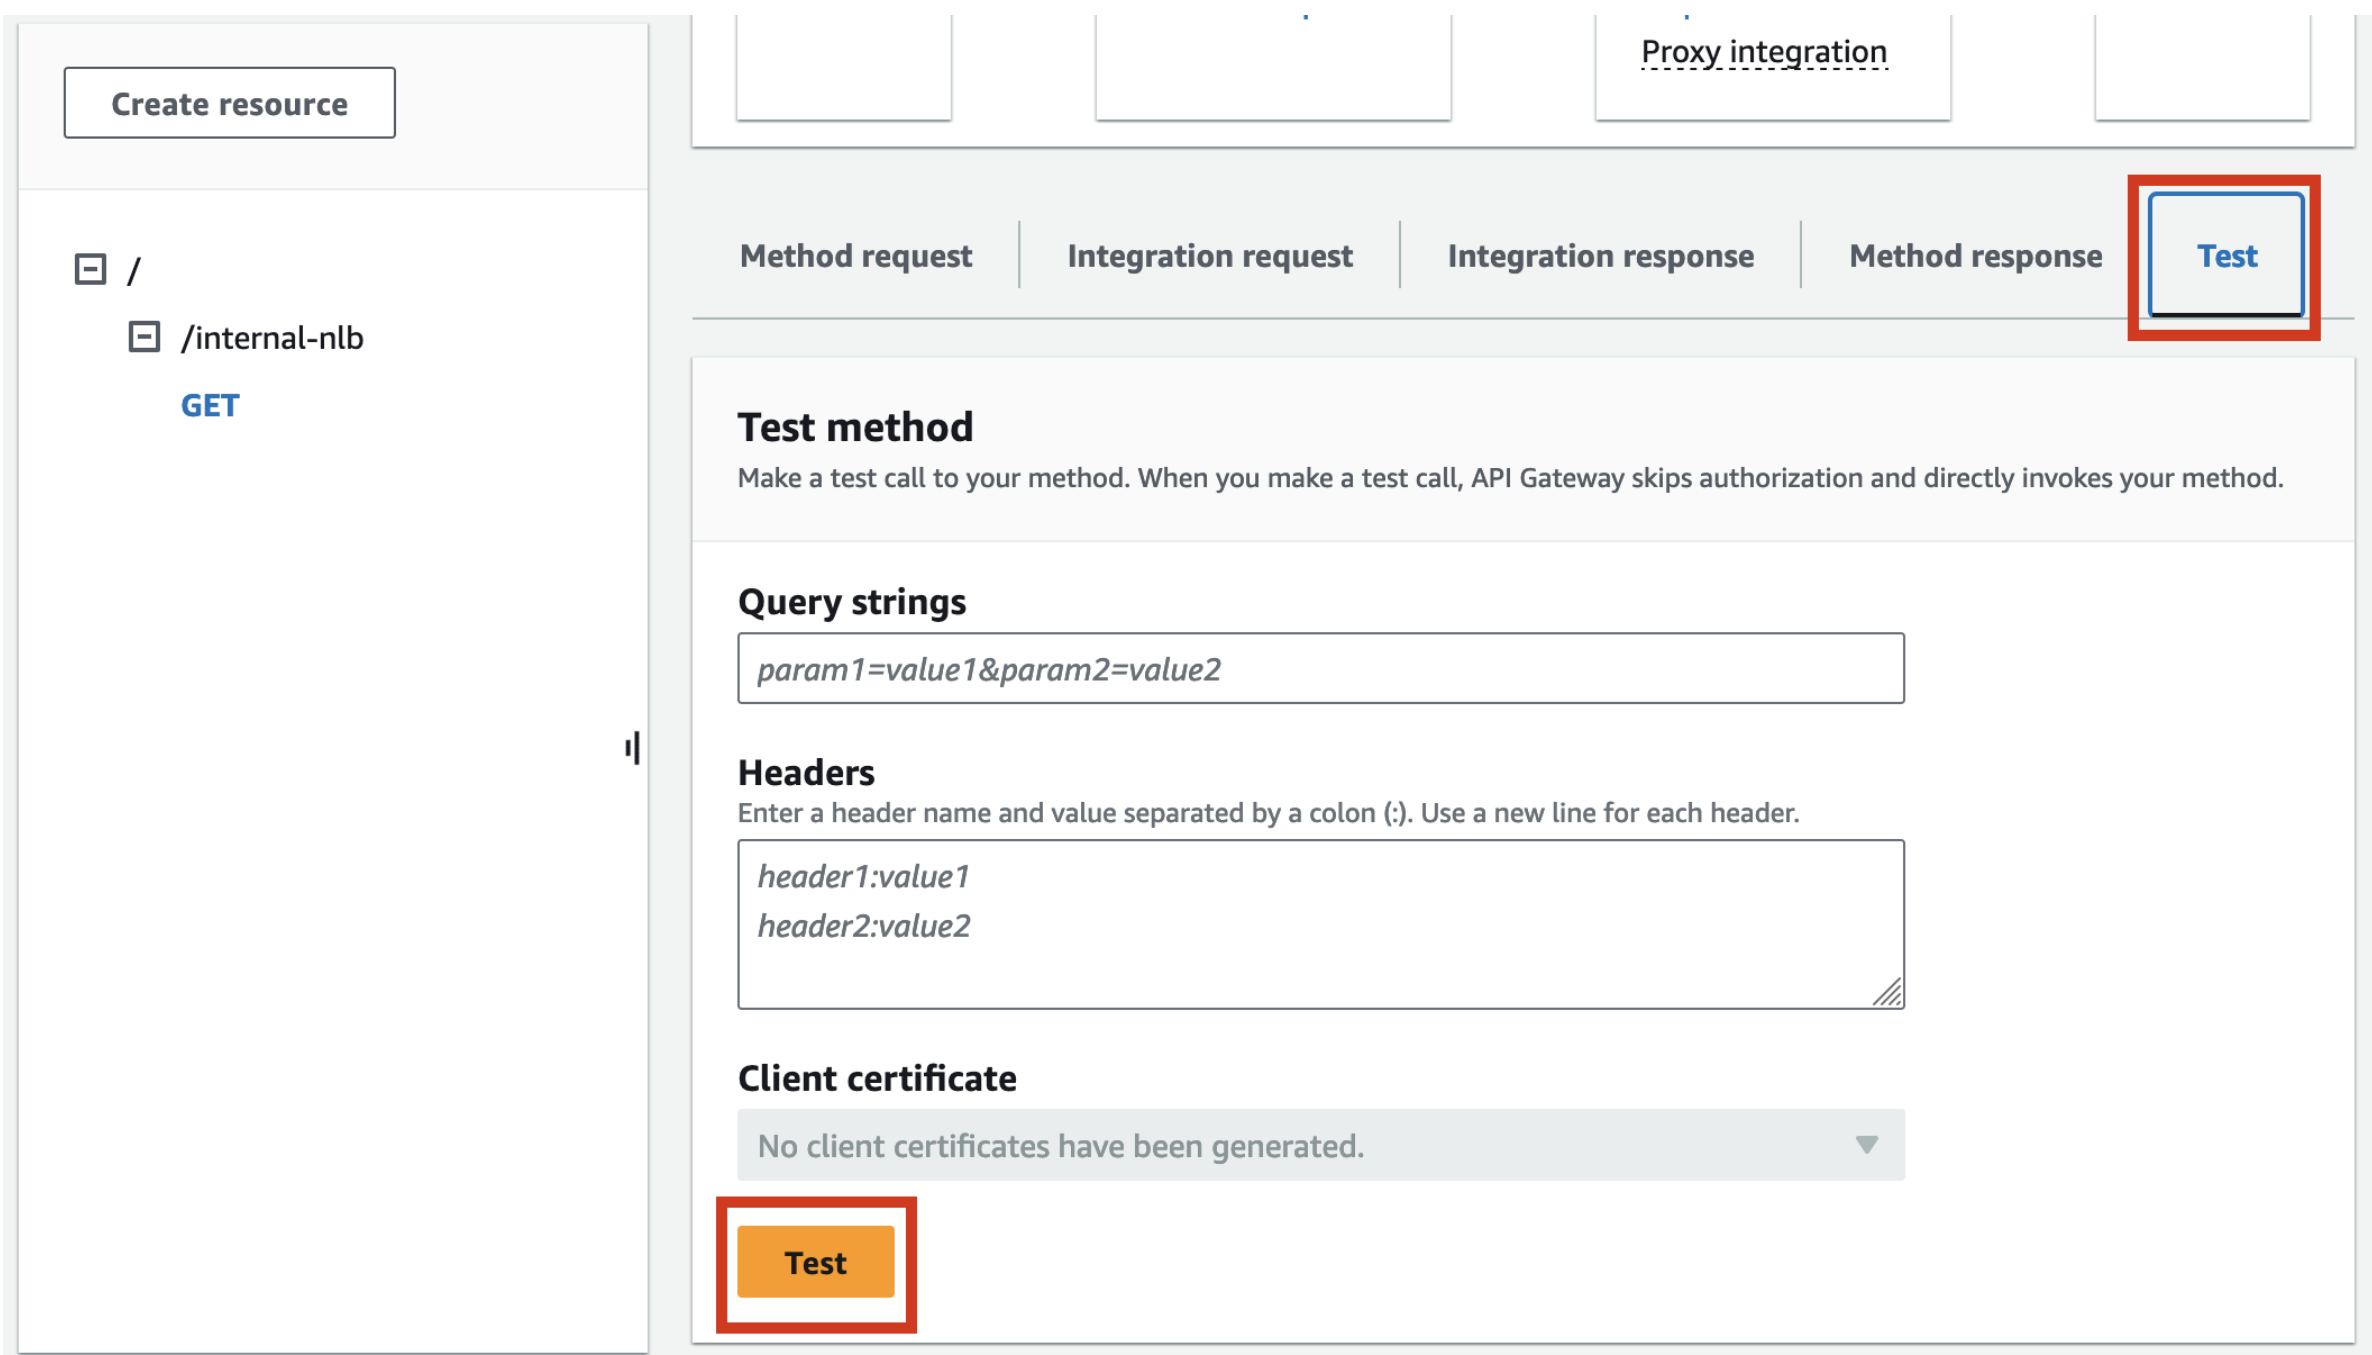 Create resource
/
/internal-nlb
GET
Proxy integration
Method request
Integration request
Integration response
Method response
Test
Test method
Make a test call to your method. When you make a test call, API Gateway skips authorization and directly invokes your method.
Query strings
param1=value1&param2=value2
Headers
Enter a header name and value separated by a colon (:). Use a new line for each header.
header1:value1
header2:value2
Client certificate
No client certificates have been generated.
Test